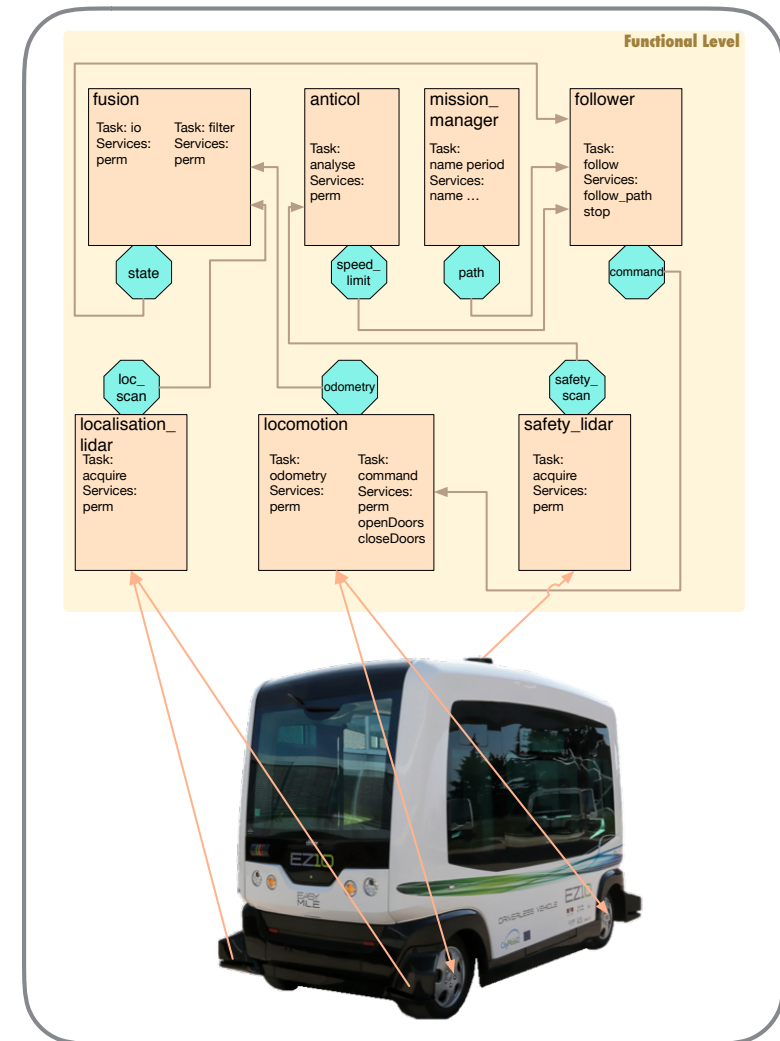 Functional Level
fusion
Task: io
Services:
perm
Task: filter
Services:
perm
anticol
Task:
analyse
Services:
perm
mission_
manager
Task:
name period
Services:
name ...
follower
Task:
follow
Services:
follow_path
stop
state
speed_
limit
path
command
loc_
scan
odometry
safety_
scan
localisation_
lidar
Task:
acquire
Services:
perm
locomotion
Task:
odometry
Services:
perm
Task:
command
Services:
perm
openDoors
closeDoors
safety_lidar
Task:
acquire
Services:
perm
EZ10
EASY
MILE
DRIVERLESS VEHICLE
EZ10